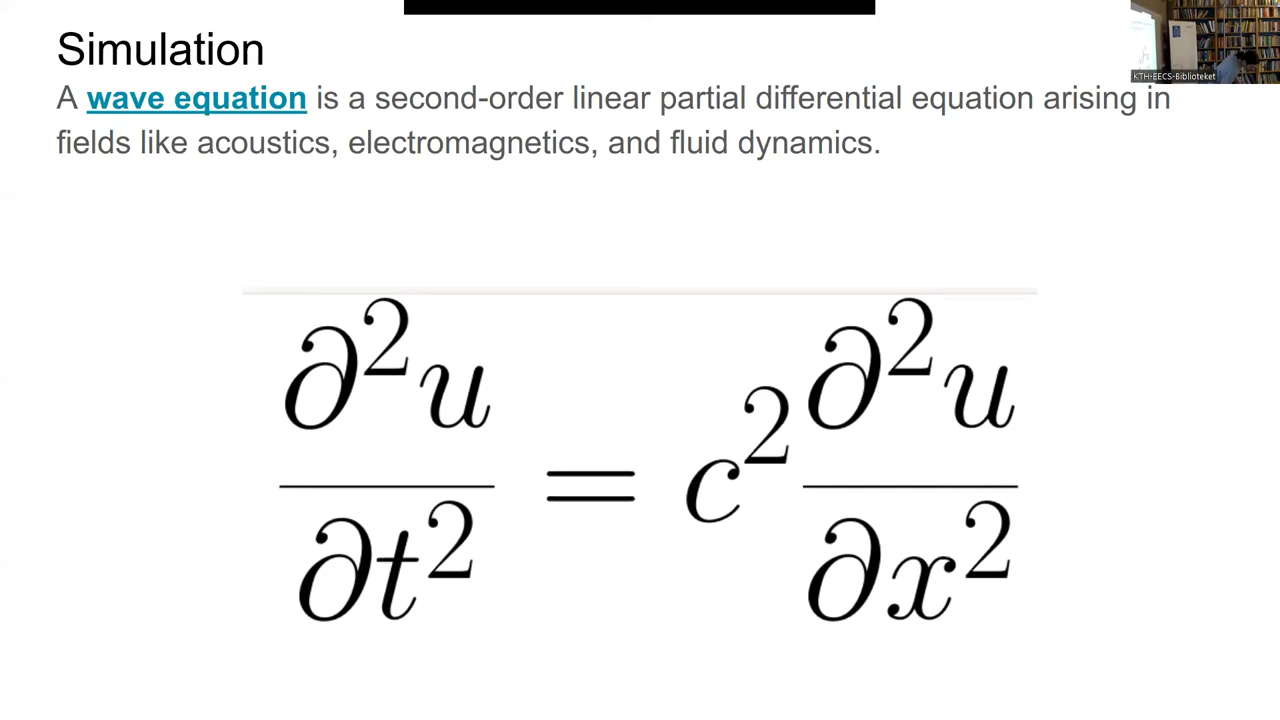 Simulation
A wave equation is a second-order linear partial differential equation arising in
fields like acoustics, electromagnetics, and fluid dynamics.
∂²u/∂t² = c² ∂²u/∂x²
KTH-EECS-Biblioteket